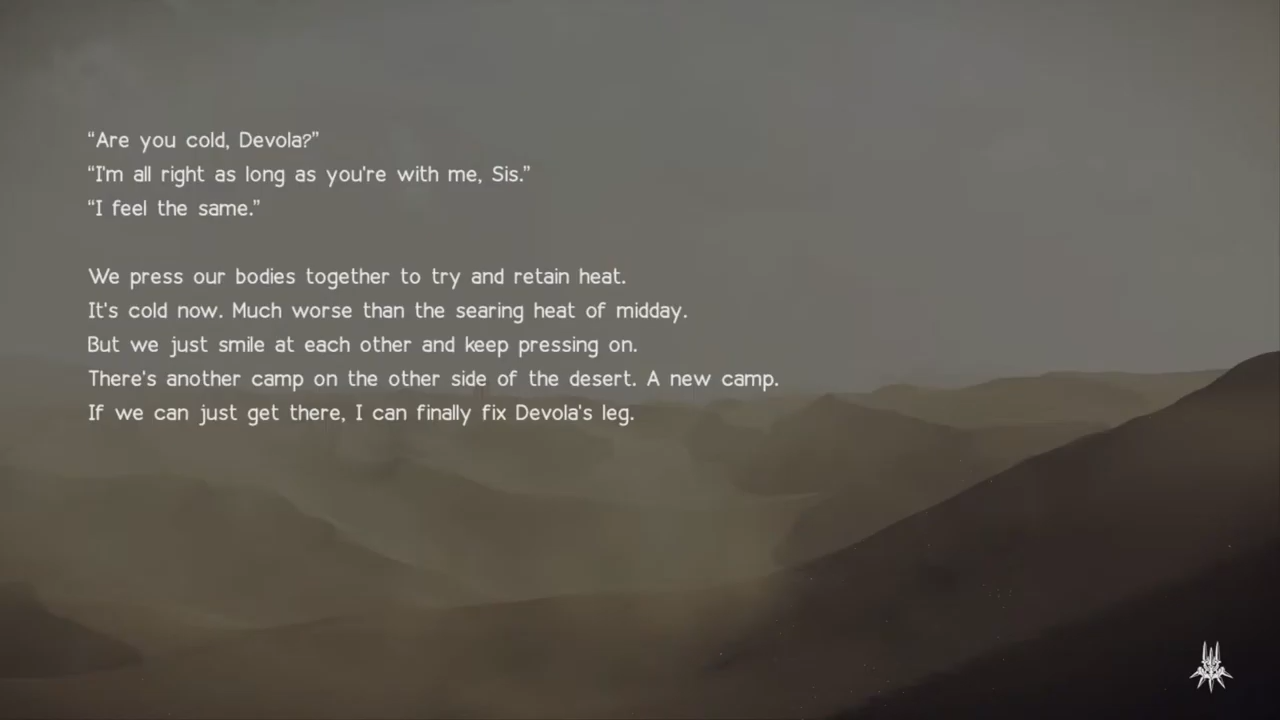 “Are you cold, Devola?”
“I'm all right as long as you're with me, Sis.”
“I feel the same.”
We press our bodies together to try and retain heat.
It's cold now. Much worse than the searing heat of midday.
But we just smile at each other and keep pressing on.
There's another camp on the other side of the desert. A new camp.
If we can just get there, I can finally fix Devola's leg.